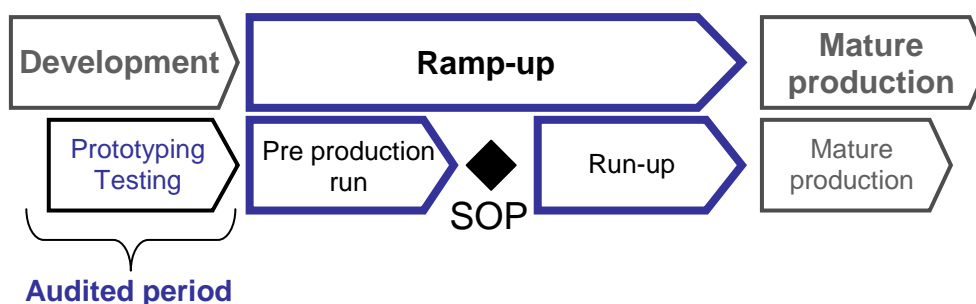 Development
Ramp-up
Mature
production
Prototyping
Testing
Pre production
run
SOP
Run-up
Mature
production
Audited period